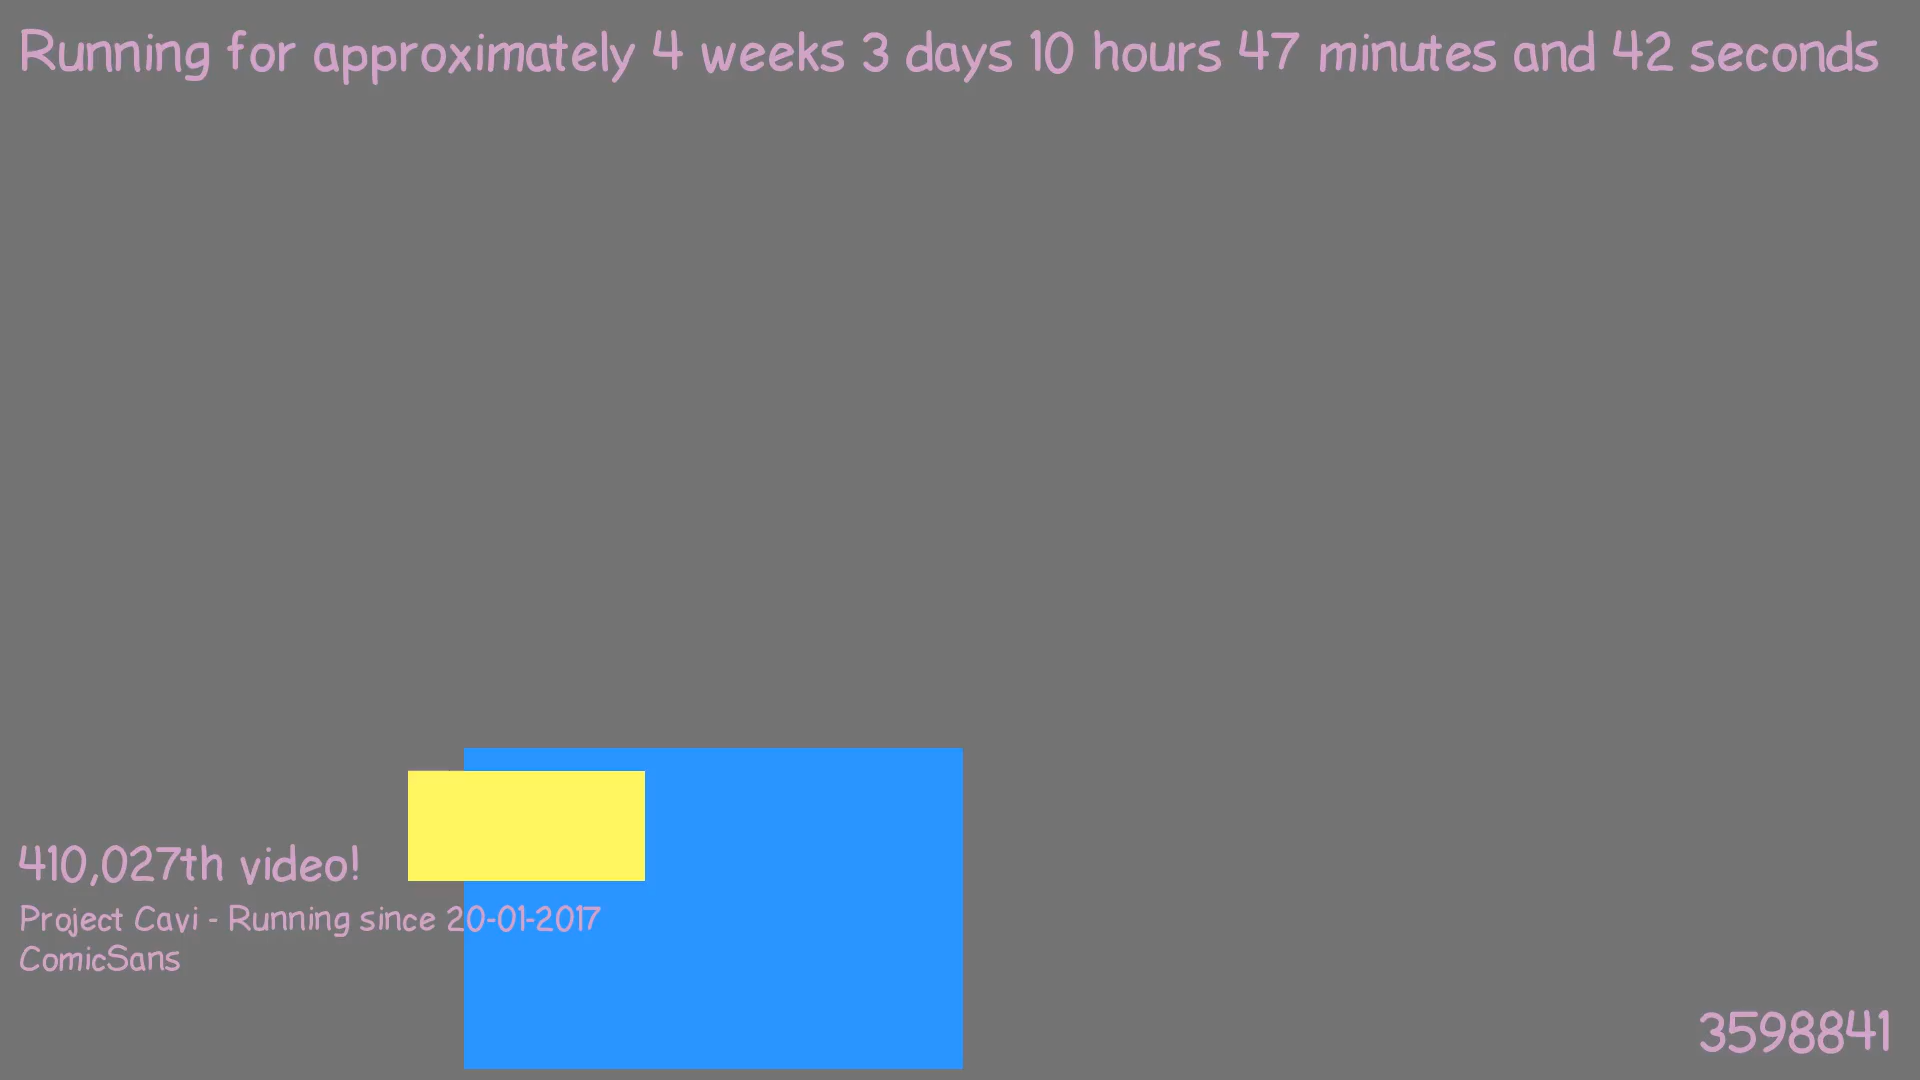 Running for approximately 4 weeks 3 days 10 hours 47 minutes and 42 seconds
410,027th video!
Project Cavi - Running since 20-01-2017
ComicSans
3598841